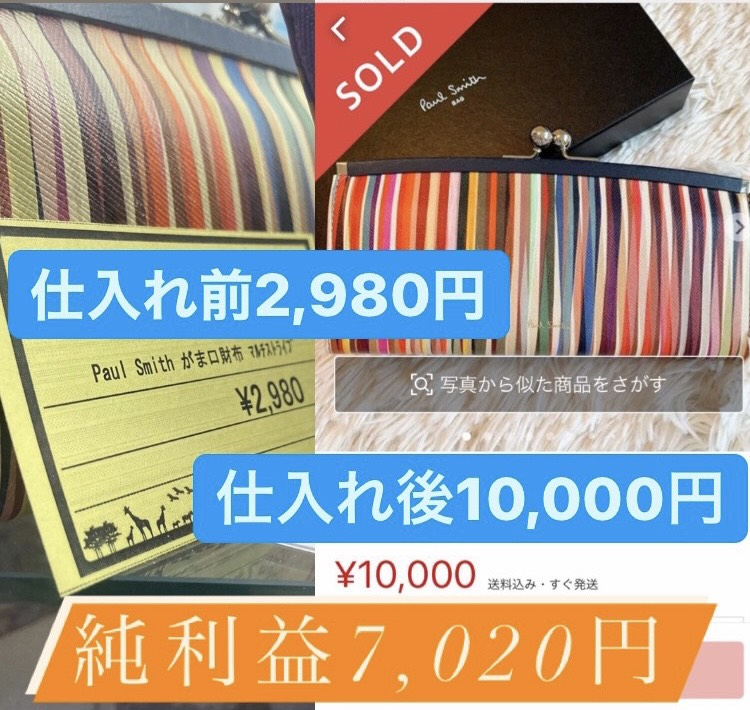 SOLD
Paul Smith
BAG
仕入れ前2,980円
Paul Smith がま口財布 マルチストライプ
¥2,980
Paul Smith
写真から似た商品をさがす
仕入れ後10,000円
¥10,000 送料込み・すぐ発送
純利益7,020円